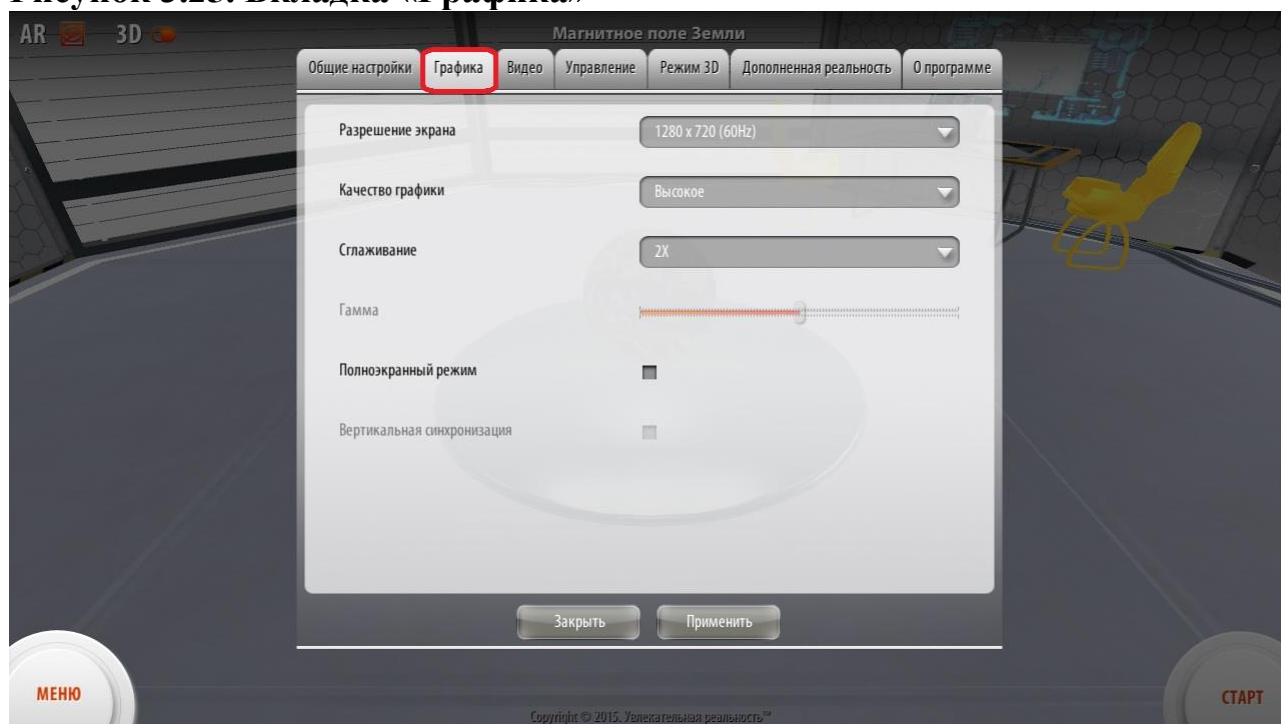 Рисунок 3.23. Вкладка «Графика»
AR 3D Магнитное поле Земли
Общие настройки Графика Видео Управление Режим 3D Дополненная реальность О программе
Разрешение экрана 1280 x 720 (60Hz)
Качество графики Высокое
Сглаживание 2X
Гамма
Полноэкранный режим
Вертикальная синхронизация
Закрыть Применить
МЕНЮ СТАРТ
Copyright © 2015. Увлекательная реальность™